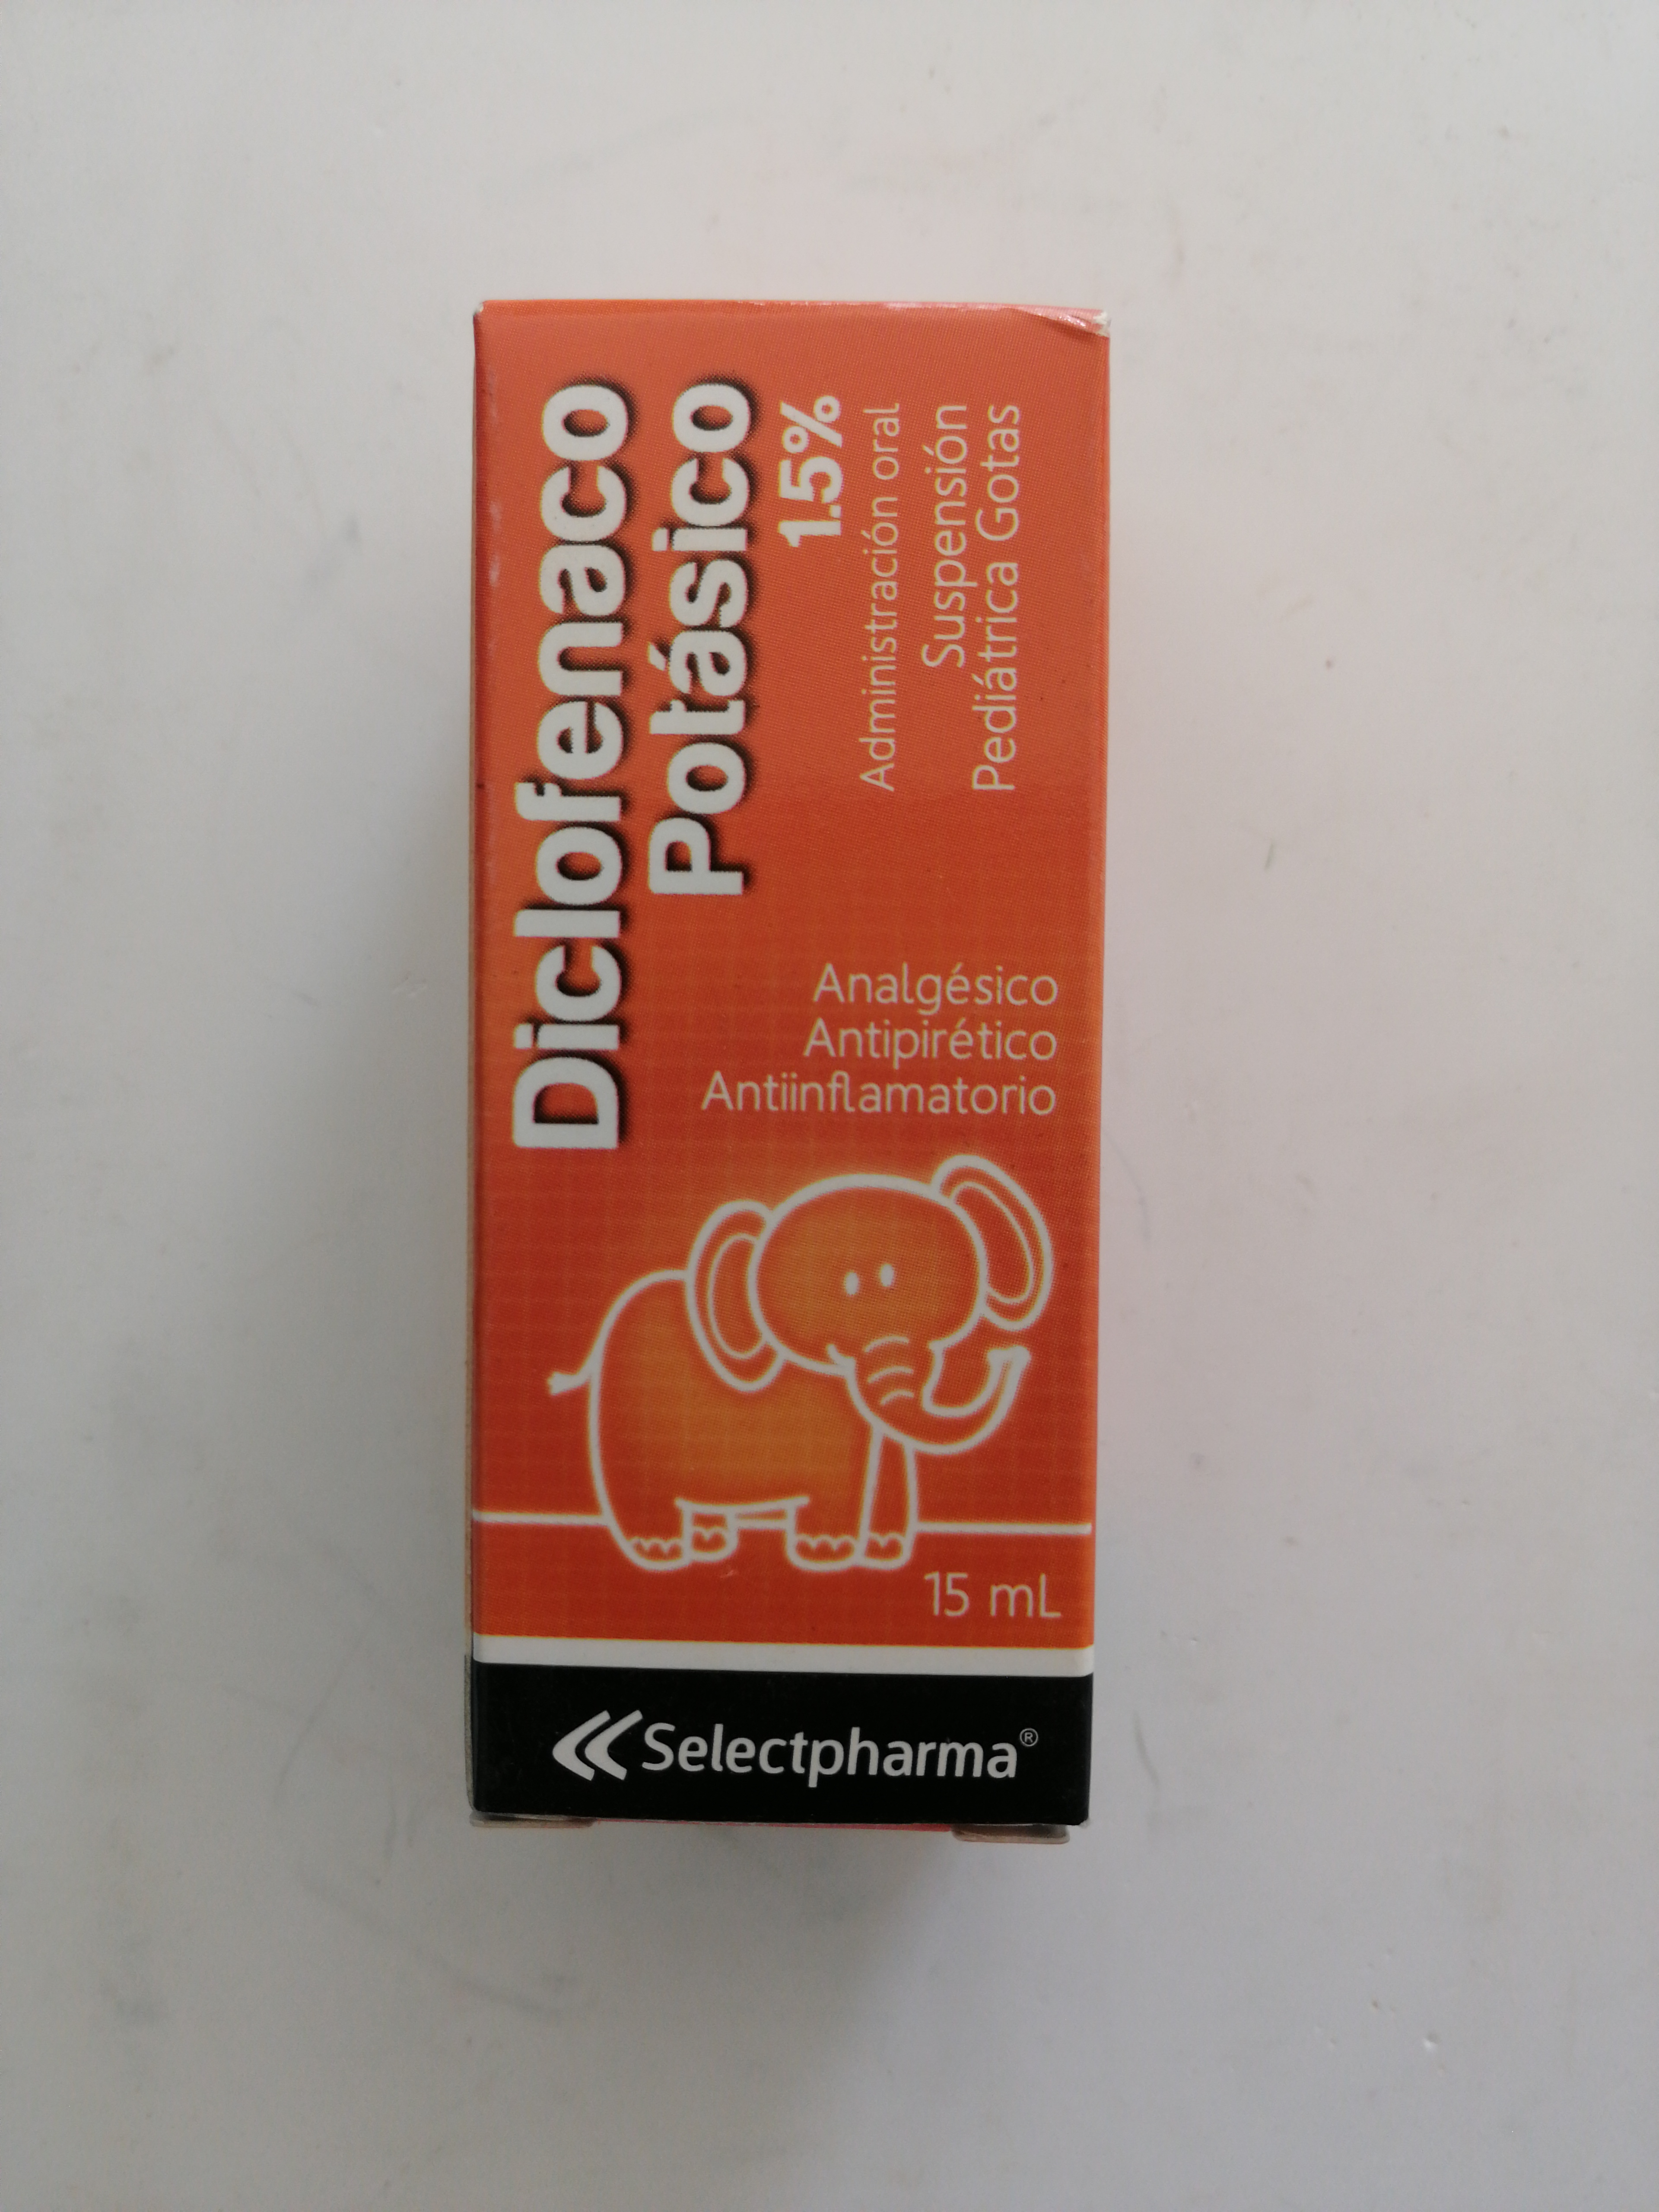 Diclofenaco
Potásico
1.5%
Administración oral
Suspensión
Pediátrica Gotas
Analgésico
Antipirético
Antiinflamatorio
15 mL
Selectpharma®